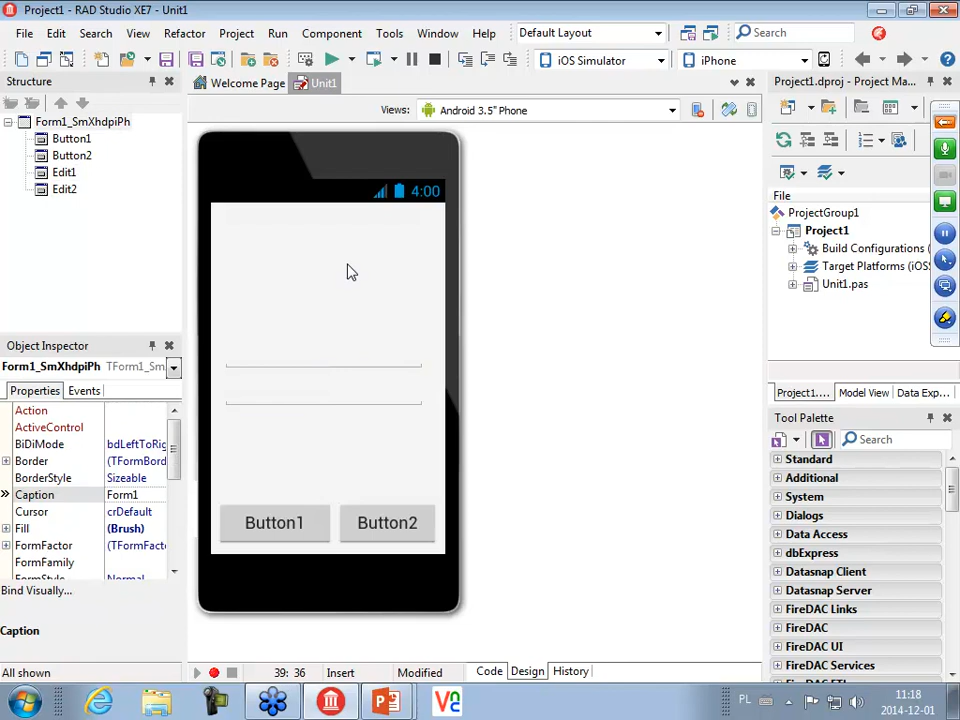 Project1 - RAD Studio XE7 - Unit1
File Edit Search View Refactor Project Run Component Tools Window Help
Default Layout
Search
iOS Simulator
iPhone
Structure
Form1_SmXhdpiPh
Button1
Button2
Edit1
Edit2
Welcome Page
Unit1
Views:
Android 3.5" Phone
4:00
Button1
Button2
Object Inspector
Form1_SmXhdpiPh TForm1_Sm
Properties Events
Action
ActiveControl
BiDiMode bdLeftToRig
Border (TFormBord
BorderStyle Sizeable
Caption Form1
Cursor crDefault
Fill (Brush)
FormFactor (TFormFact
FormFamily
FormStyle Normal
Bind Visually...
Caption
All shown
39: 36
Insert
Modified
Code
Design
History
Project1.dproj - Project Ma...
File
ProjectGroup1
Project1
Build Configurations (
Target Platforms (iOS
Unit1.pas
Project1....
Model View
Data Exp...
Tool Palette
Search
Standard
Additional
System
Dialogs
Data Access
dbExpress
Datasnap Client
Datasnap Server
FireDAC Links
FireDAC
FireDAC UI
FireDAC Services
PL
11:18
2014-12-01